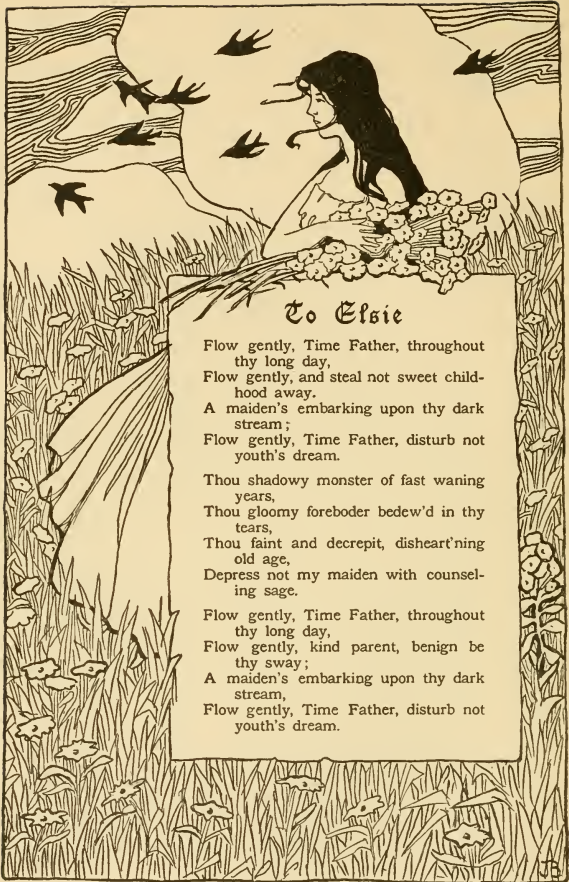 To Elsie
Flow gently, Time Father, throughout
thy long day,
Flow gently, and steal not sweet child-
hood away.
A maiden's embarking upon thy dark
stream;
Flow gently, Time Father, disturb not
youth's dream.
Thou shadowy monster of fast waning
years,
Thou gloomy foreboder bedew'd in thy
tears,
Thou faint and decrepit, disheart'ning
old age,
Depress not my maiden with counsel-
ing sage.
Flow gently, Time Father, throughout
thy long day,
Flow gently, kind parent, benign be
thy sway;
A maiden's embarking upon thy dark
stream,
Flow gently, Time Father, disturb not
youth's dream.
JB